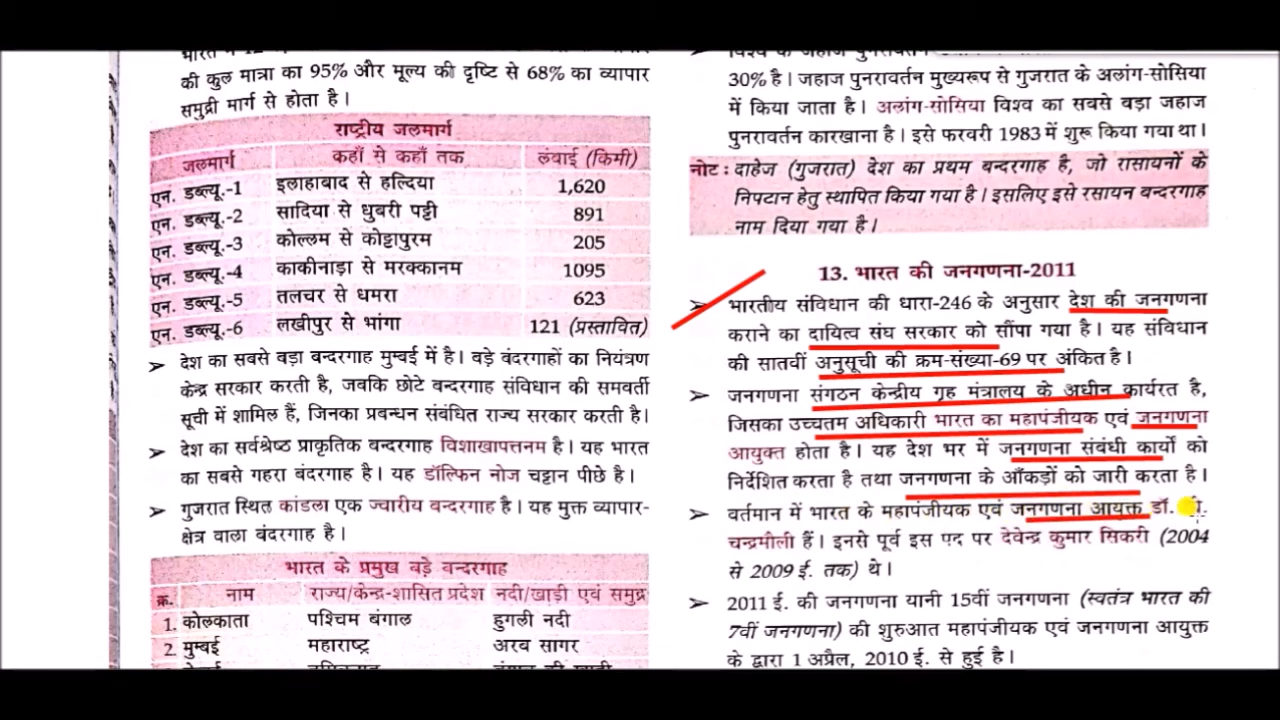 की कुल मात्रा का 95% और मूल्य की दृष्टि से 68% का व्यापार
समुद्री मार्ग से होता है।
राष्ट्रीय जलमार्ग
जलमार्ग कहाँ से कहाँ तक लंबाई (किमी)
एन. डब्ल्यू.-1 इलाहाबाद से हल्दिया 1,620
एन. डब्ल्यू.-2 सादिया से धुबरी पट्टी 891
एन. डब्ल्यू.-3 कोल्लम से कोट्टापुरम 205
एन. डब्ल्यू.-4 काकीनाड़ा से मरक्कानम 1095
एन. डब्ल्यू.-5 तलचर से धमरा 623
एन. डब्ल्यू.-6 लखीपुर से भांगा 121 (प्रस्तावित)
➢ देश का सबसे बड़ा बन्दरगाह मुम्बई में है। बड़े बंदरगाहों का नियंत्रण
केन्द्र सरकार करती है, जबकि छोटे बन्दरगाह संविधान की समवर्ती
सूची में शामिल हैं, जिनका प्रबन्धन संबंधित राज्य सरकार करती है।
➢ देश का सर्वश्रेष्ठ प्राकृतिक बन्दरगाह विशाखापत्तनम है। यह भारत
का सबसे गहरा बंदरगाह है। यह डॉल्फिन नोज चट्टान पीछे है।
➢ गुजरात स्थित कांडला एक ज्वारीय बन्दरगाह है। यह मुक्त व्यापार-
क्षेत्र वाला बंदरगाह है।
भारत के प्रमुख बड़े बन्दरगाह
क्र. नाम राज्य/केन्द्र-शासित प्रदेश नदी/खाड़ी एवं समुद्र
1. कोलकाता पश्चिम बंगाल हुगली नदी
2. मुम्बई महाराष्ट्र अरब सागर
30% है। जहाज पुनरावर्तन मुख्यरूप से गुजरात के अलांग-सोसिया
में किया जाता है। अलांग-सोसिया विश्व का सबसे बड़ा जहाज
पुनरावर्तन कारखाना है। इसे फरवरी 1983 में शुरू किया गया था।
नोट : दाहेज (गुजरात) देश का प्रथम बन्दरगाह है, जो रासायनों के
निपटान हेतु स्थापित किया गया है। इसलिए इसे रसायन बन्दरगाह
नाम दिया गया है।
13. भारत की जनगणना-2011
➢ भारतीय संविधान की धारा-246 के अनुसार देश की जनगणना
कराने का दायित्व संघ सरकार को सौंपा गया है। यह संविधान
की सातवीं अनुसूची की क्रम-संख्या-69 पर अंकित है।
➢ जनगणना संगठन केन्द्रीय गृह मंत्रालय के अधीन कार्यरत है,
जिसका उच्चतम अधिकारी भारत का महापंजीयक एवं जनगणना
आयुक्त होता है। यह देश भर में जनगणना संबंधी कार्यों को
निर्देशित करता है तथा जनगणना के आँकड़ों को जारी करता है।
➢ वर्तमान में भारत के महापंजीयक एवं जनगणना आयुक्त डॉ.
चन्द्रमौली हैं। इनसे पूर्व इस पद पर देवेन्द्र कुमार सिकरी (2004
से 2009 ई. तक) थे।
➢ 2011 ई. की जनगणना यानी 15वीं जनगणना (स्वतंत्र भारत की
7वीं जनगणना) की शुरुआत महापंजीयक एवं जनगणना आयुक्त
के द्वारा 1 अप्रैल, 2010 ई. से हुई है।